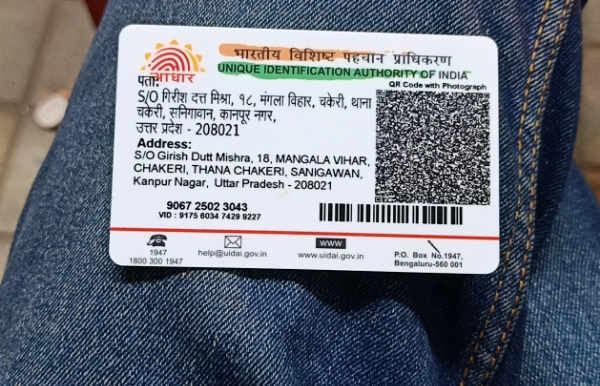 भारतीय विशिष्ट पहचान प्राधिकरण
UNIQUE IDENTIFICATION AUTHORITY OF INDIA
आधार
QR Code with Photograph
पता:
S/O गिरीश दत्त मिश्रा, १८, मंगला विहार, चकेरी, थाना
चकेरी, सनिगावान, कानपुर नगर,
उत्तर प्रदेश - 208021
Address:
S/O Girish Dutt Mishra, 18, MANGALA VIHAR,
CHAKERI, THANA CHAKERI, SANIGAWAN,
Kanpur Nagar, Uttar Pradesh - 208021
9067 2502 3043
VID : 9175 6034 7429 9227
1947
1800 300 1947
help@uidai.gov.in
www
www.uidai.gov.in
P.O. Box No.1947,
Bengaluru-560 001